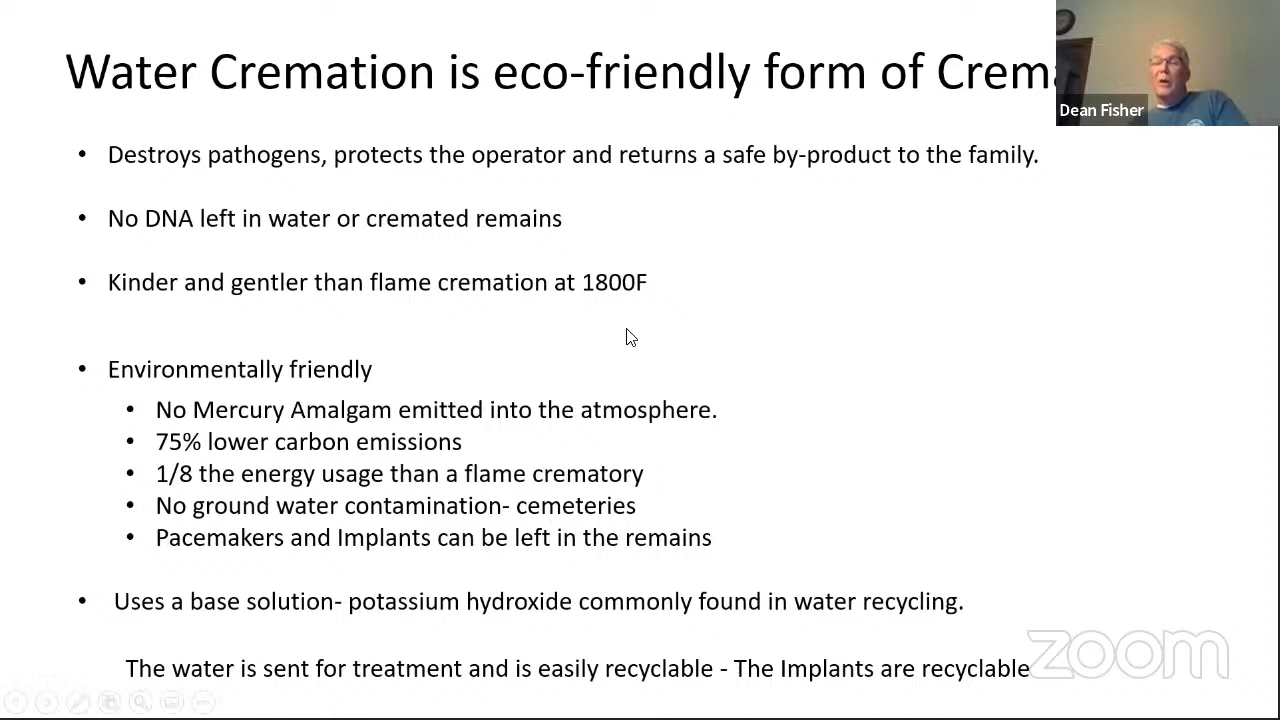 Water Cremation is eco-friendly form of Crema
Dean Fisher
• Destroys pathogens, protects the operator and returns a safe by-product to the family.
• No DNA left in water or cremated remains
• Kinder and gentler than flame cremation at 1800F
• Environmentally friendly
• No Mercury Amalgam emitted into the atmosphere.
• 75% lower carbon emissions
• 1/8 the energy usage than a flame crematory
• No ground water contamination- cemeteries
• Pacemakers and Implants can be left in the remains
• Uses a base solution- potassium hydroxide commonly found in water recycling.
The water is sent for treatment and is easily recyclable - The Implants are recyclable
zoom